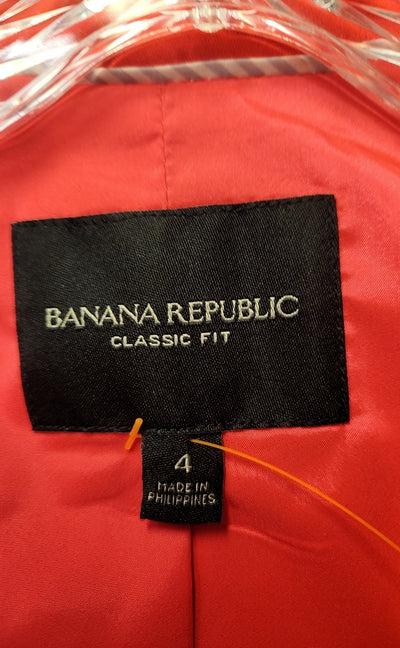 BANANA REPUBLIC
CLASSIC FIT
4
MADE IN
PHILIPPINES